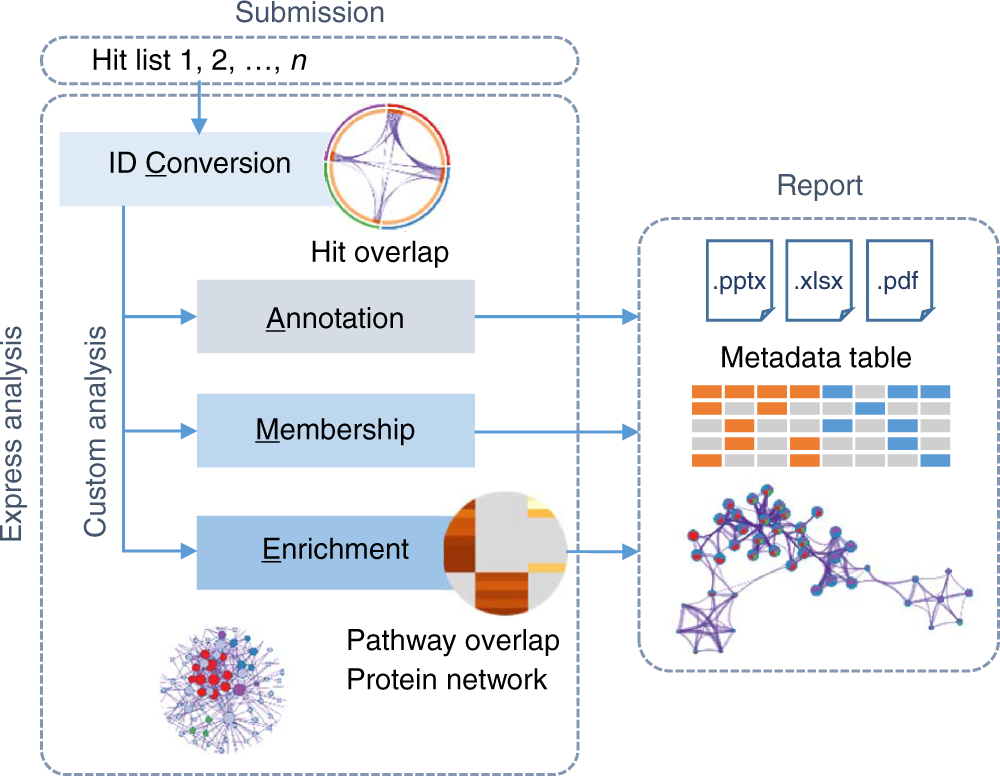 Submission
Hit list 1, 2, …, n
ID Conversion
Hit overlap
Annotation
Membership
Enrichment
Pathway overlap
Protein network
Express analysis
Custom analysis
Report
.pptx
.xlsx
.pdf
Metadata table